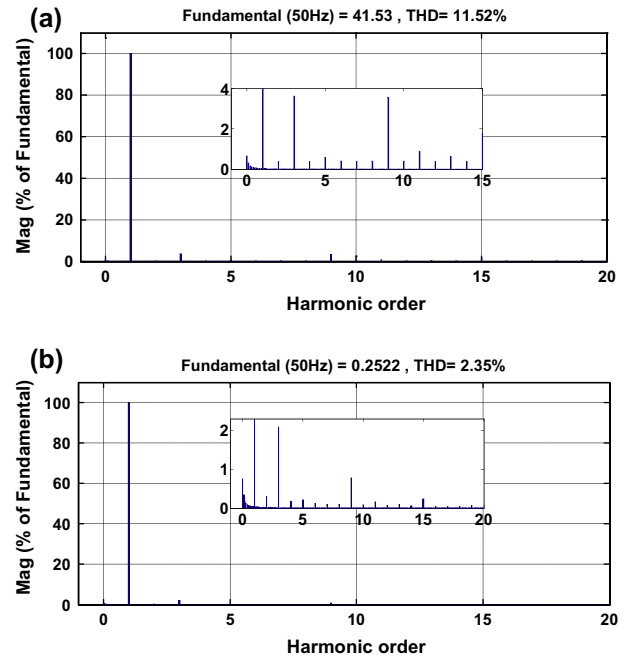 (a)
Fundamental (50Hz) = 41.53 , THD= 11.52%
Mag (% of Fundamental)
100
80
60
40
20
0
4
2
0
0 5 10 15
0 5 10 15 20
Harmonic order
(b)
Fundamental (50Hz) = 0.2522 , THD= 2.35%
Mag (% of Fundamental)
100
80
60
40
20
0
2
1
0
0 5 10 15 20
0 5 10 15 20
Harmonic order